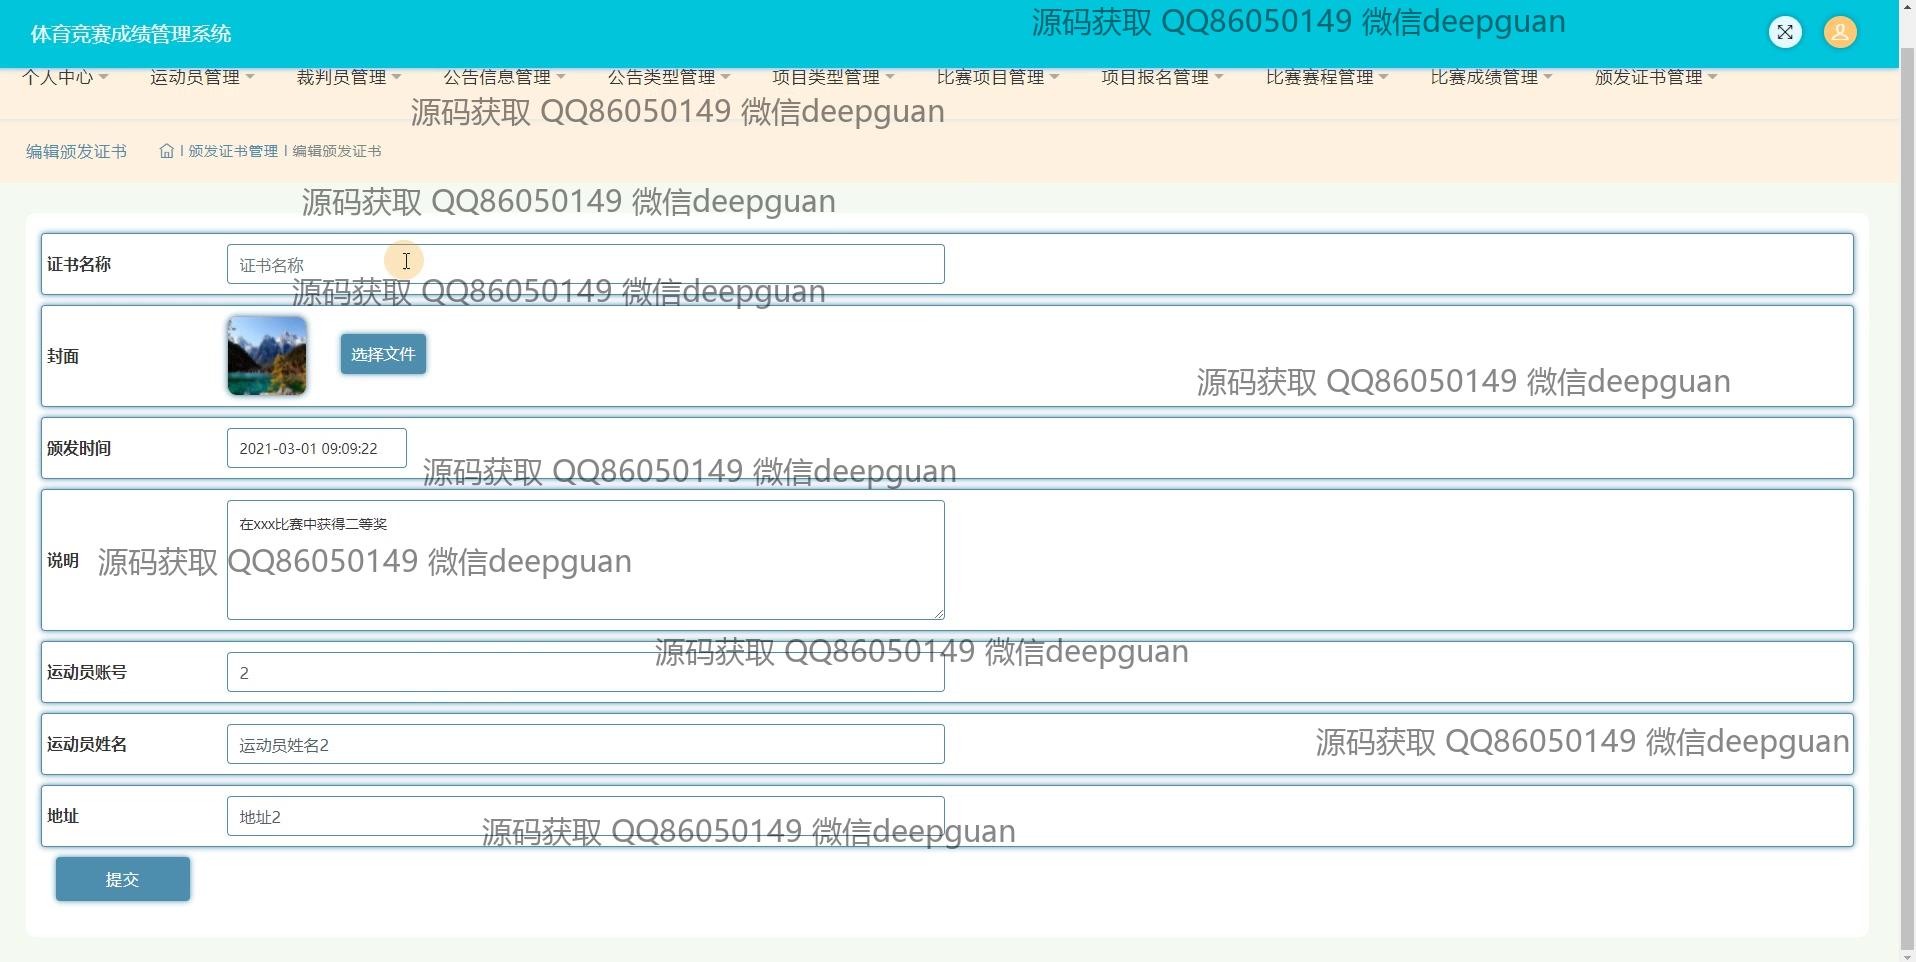 体育竞赛成绩管理系统
源码获取 QQ86050149 微信deepguan
个人中心 运动员管理 裁判员管理 公告信息管理 公告类型管理 项目类型管理 比赛项目管理 项目报名管理 比赛赛程管理 比赛成绩管理 颁发证书管理
源码获取 QQ86050149 微信deepguan
编辑颁发证书 颁发证书管理 编辑颁发证书
源码获取 QQ86050149 微信deepguan
证书名称 证书名称
源码获取 QQ86050149 微信deepguan
封面 选择文件
源码获取 QQ86050149 微信deepguan
颁发时间 2021-03-01 09:09:22
源码获取 QQ86050149 微信deepguan
在xxx比赛中获得二等奖
说明
源码获取 QQ86050149 微信deepguan
源码获取 QQ86050149 微信deepguan
运动员账号 2
运动员姓名 运动员姓名2
源码获取 QQ86050149 微信deepguan
地址 地址2
源码获取 QQ86050149 微信deepguan
提交